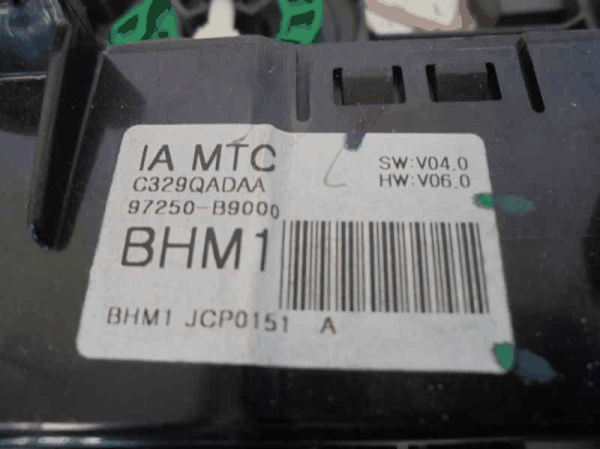 IA MTC
SW:V04.0
C329QADAA
HW:V06.0
97250-B9000
BHM1
BHM1 JCP0151 A